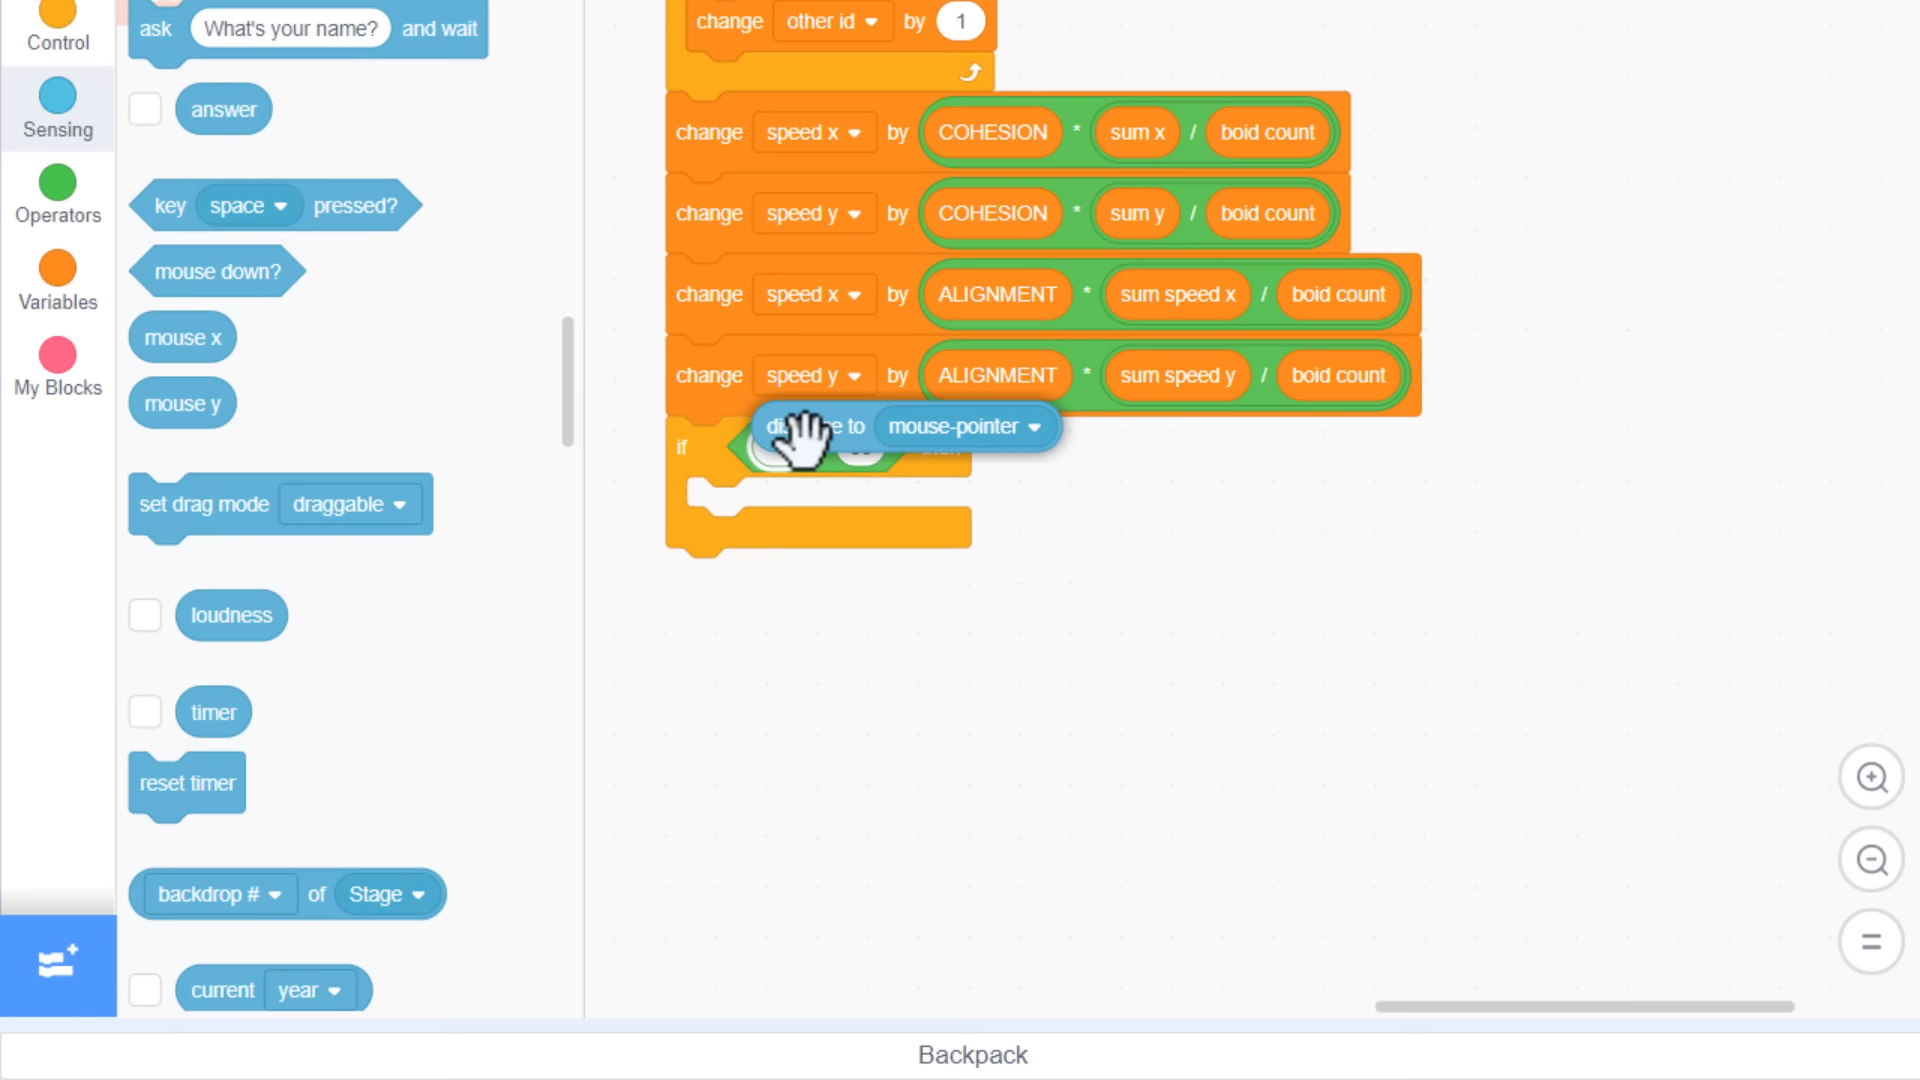 Control
Sensing
Operators
Variables
My Blocks
ask What's your name? and wait
answer
key space pressed?
mouse down?
mouse x
mouse y
set drag mode draggable
loudness
timer
reset timer
backdrop # of Stage
current year
change other id by 1
change speed x by COHESION * sum x / boid count
change speed y by COHESION * sum y / boid count
change speed x by ALIGNMENT * sum speed x / boid count
change speed y by ALIGNMENT * sum speed y / boid count
to mouse-pointer
if
Backpack